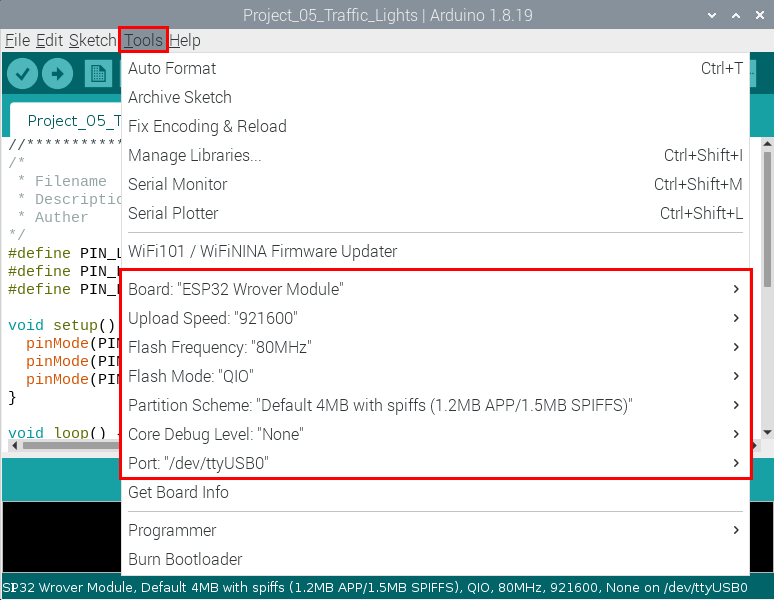 Project_05_Traffic_Lights | Arduino 1.8.19
File Edit Sketch Tools Help
Auto Format Ctrl+T
Archive Sketch
Fix Encoding & Reload
Manage Libraries... Ctrl+Shift+I
Serial Monitor Ctrl+Shift+M
Serial Plotter Ctrl+Shift+L
WiFi101 / WiFiNINA Firmware Updater
Board: "ESP32 Wrover Module"
Upload Speed: "921600"
Flash Frequency: "80MHz"
Flash Mode: "QIO"
Partition Scheme: "Default 4MB with spiffs (1.2MB APP/1.5MB SPIFFS)"
Core Debug Level: "None"
Port: "/dev/ttyUSB0"
Get Board Info
Programmer
Burn Bootloader
Project_05_T
//***********
/*
* Filename
* Descriptio
* Auther
*/
#define PIN_L
#define PIN_L
#define PIN_L
void setup()
pinMode(PIN
pinMode(PIN
pinMode(PIN
}
void loop() {
SP32 Wrover Module, Default 4MB with spiffs (1.2MB APP/1.5MB SPIFFS), QIO, 80MHz, 921600, None on /dev/ttyUSB0